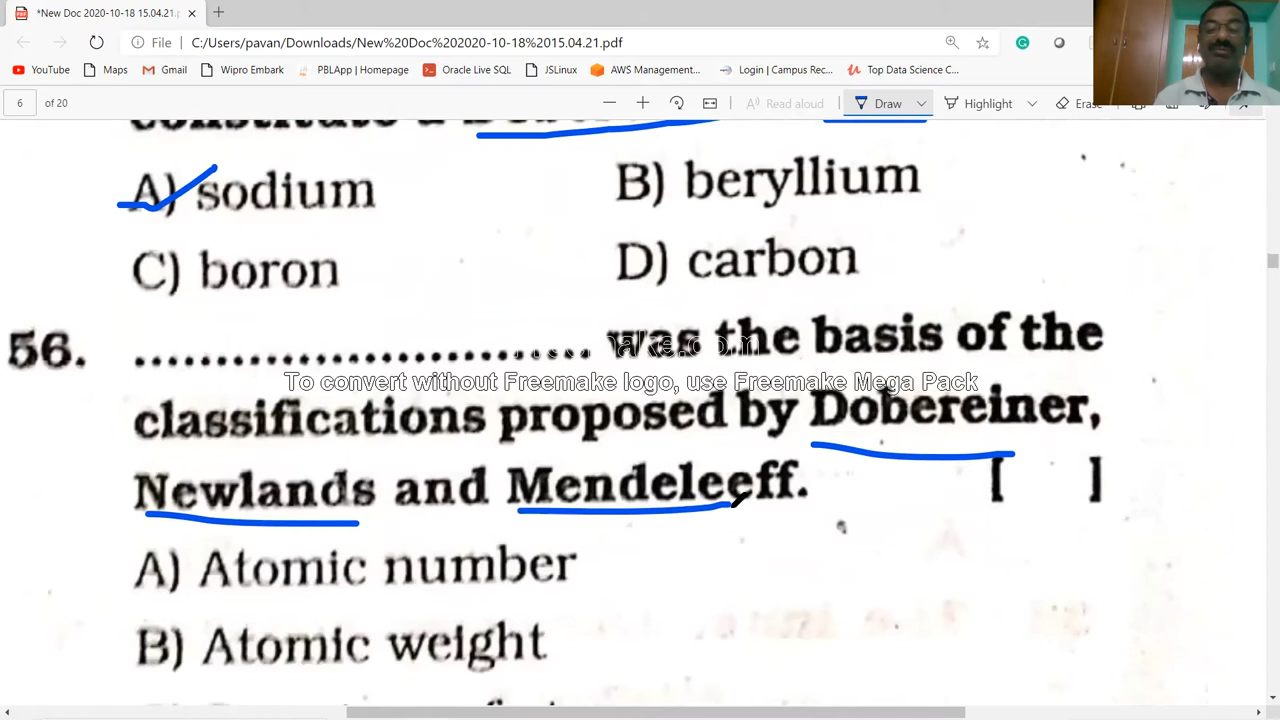 *New Doc 2020-10-18 15.04.21.p
File C:/Users/pavan/Downloads/New%20Doc%202020-10-18%2015.04.21.pdf
YouTube Maps Gmail Wipro Embark PBLApp | Homepage Oracle Live SQL JSLinux AWS Management... Login | Campus Rec... Top Data Science C...
6 of 20 Read aloud Draw Highlight Erase
constitute a
A) sodium B) beryllium
C) boron D) carbon
56. .............................. was the basis of the
To convert without Freemake logo, use Freemake Mega Pack
classifications proposed by Dobereiner,
Newlands and Mendeleeff. [ ]
A) Atomic number
B) Atomic weight